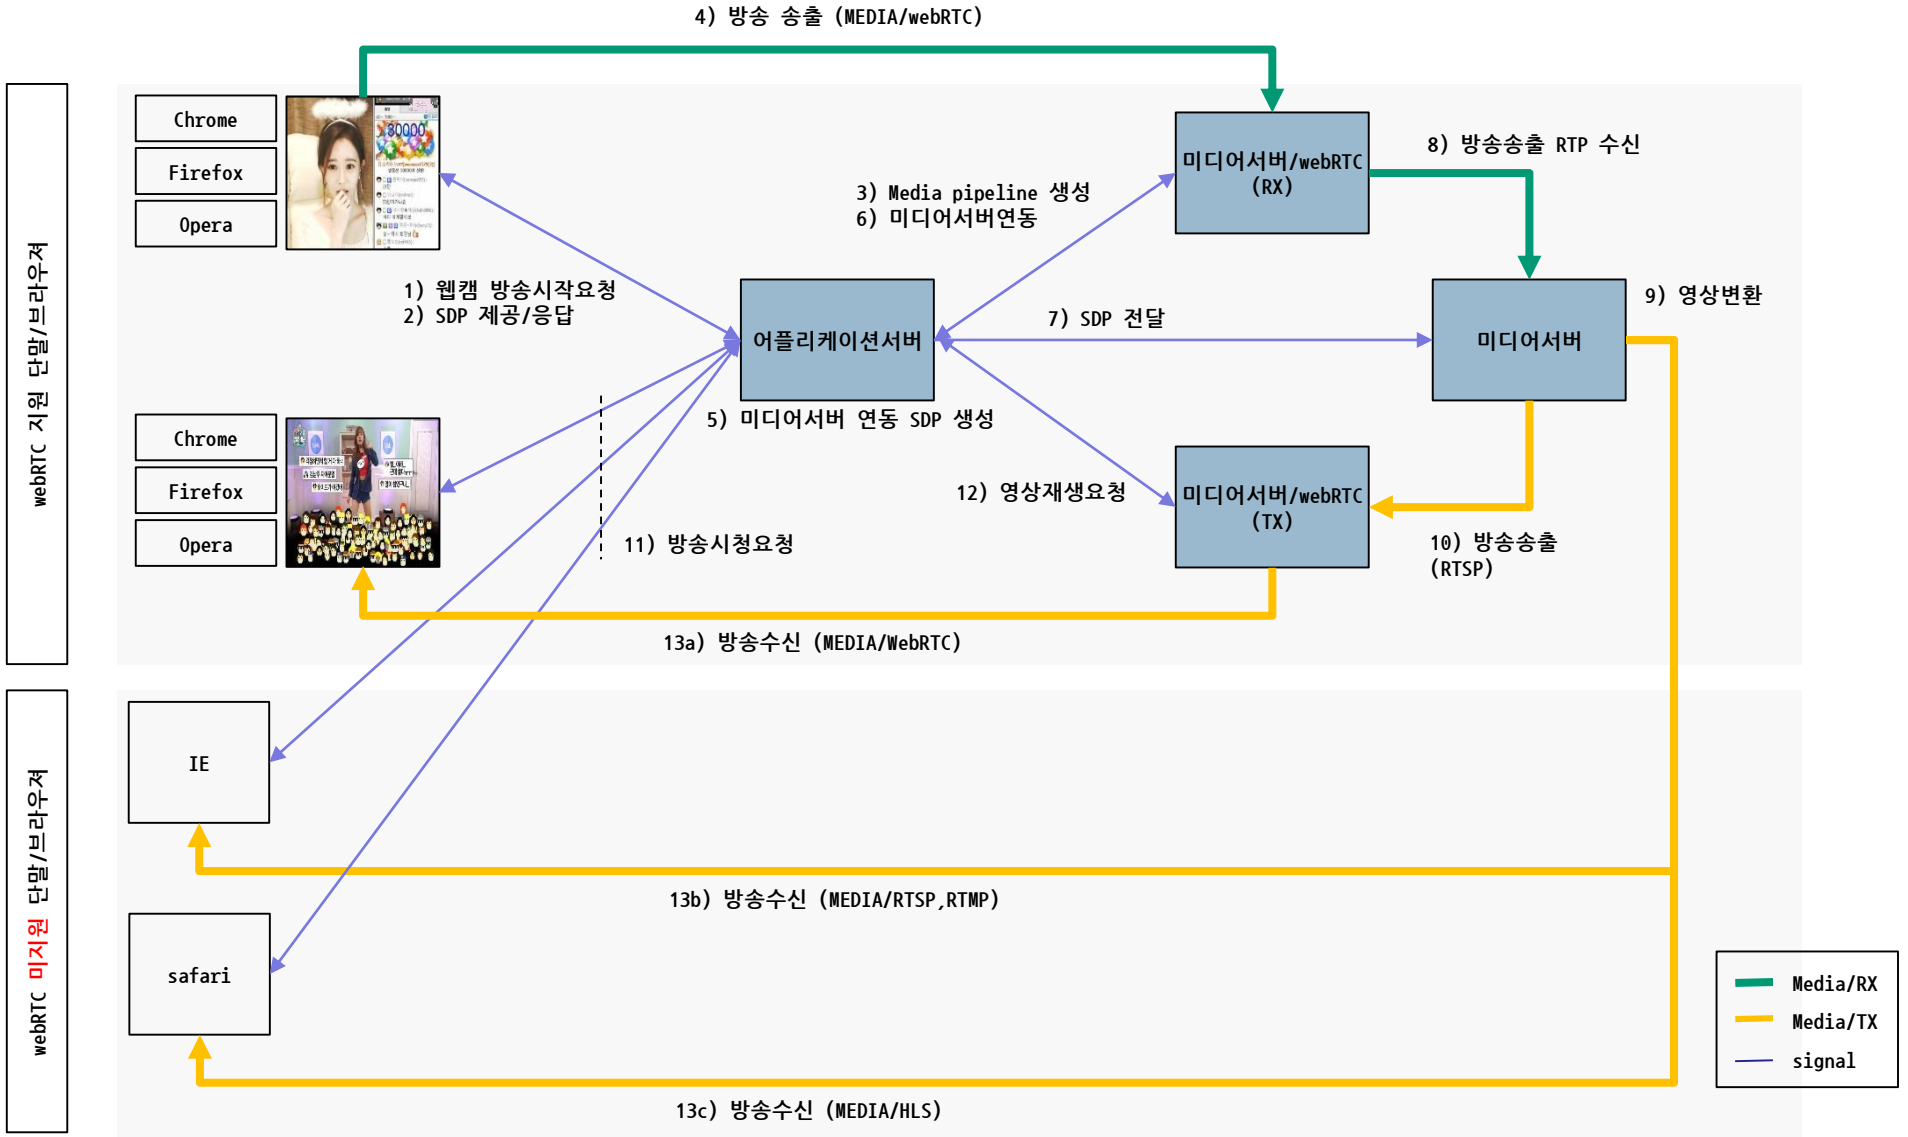 4) 방송 송출 (MEDIA/webRTC)
webRTC 지원 단말/브라우져
Chrome
Firefox
Opera
30000
미디어서버/webRTC
(RX)
8) 방송송출 RTP 수신
3) Media pipeline 생성
6) 미디어서버연동
1) 웹캠 방송시작요청
2) SDP 제공/응답
어플리케이션서버
7) SDP 전달
미디어서버
9) 영상변환
5) 미디어서버 연동 SDP 생성
Chrome
Firefox
Opera
12) 영상재생요청
미디어서버/webRTC
(TX)
11) 방송시청요청
10) 방송송출
(RTSP)
13a) 방송수신 (MEDIA/WebRTC)
webRTC 미지원 단말/브라우져
IE
13b) 방송수신 (MEDIA/RTSP,RTMP)
safari
13c) 방송수신 (MEDIA/HLS)
Media/RX
Media/TX
signal